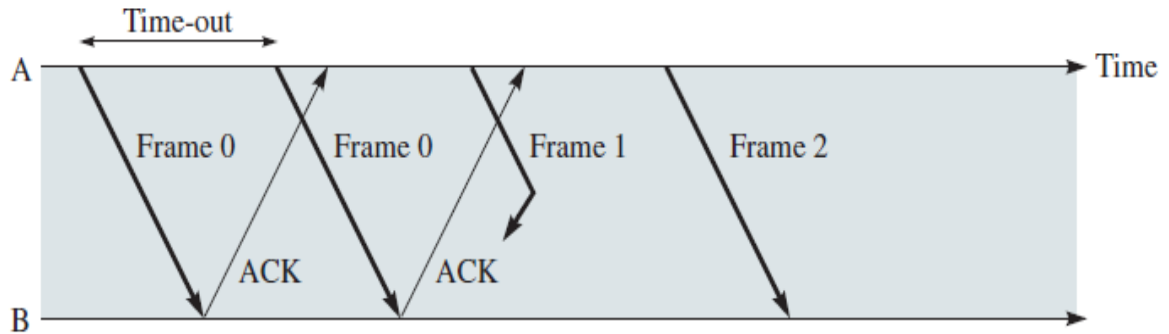 Time-out
A
Time
Frame 0
Frame 0
Frame 1
Frame 2
ACK
ACK
B